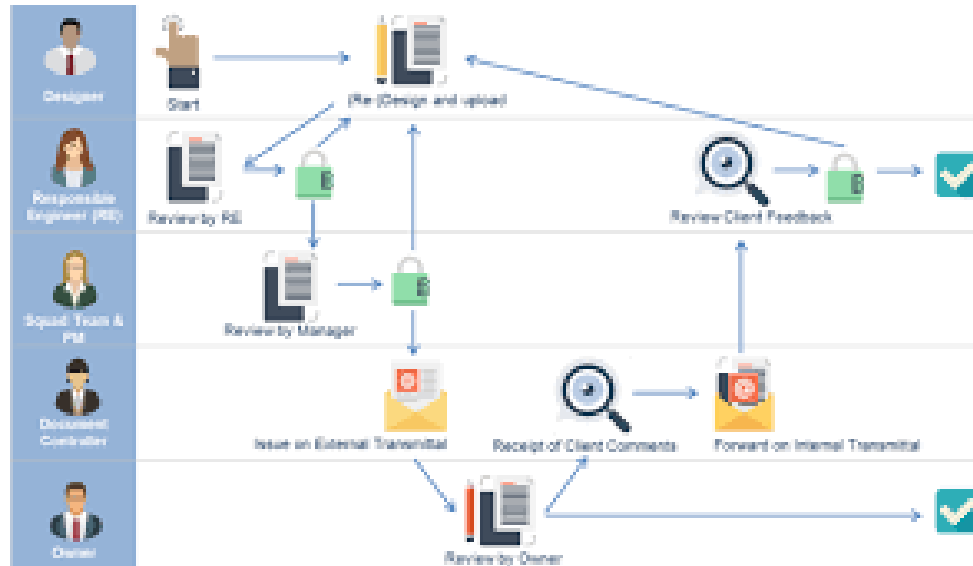 Designer
Start
(Re-)Design and upload
Responsible
Engineer (RE)
Review by RE
Review Client Feedback
Squad Team &
PM
Review by Manager
Document
Controller
Issue on External Transmittal
Receipt of Client Comments
Forward on Internal Transmittal
Owner
Review by Owner